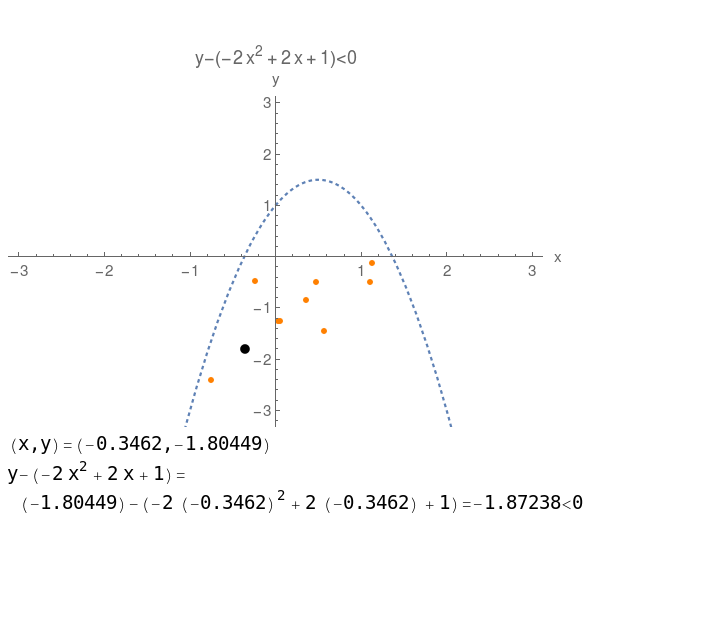 y−(−2x²+2x+1)<0
y
3
2
1
−3 −2 −1 1 2 3 x
−1
−2
−3
(x,y)=(−0.3462,−1.80449)
y−(−2x²+2x+1)=
(−1.80449)−(−2 (−0.3462)²+2 (−0.3462) +1)=−1.87238<0